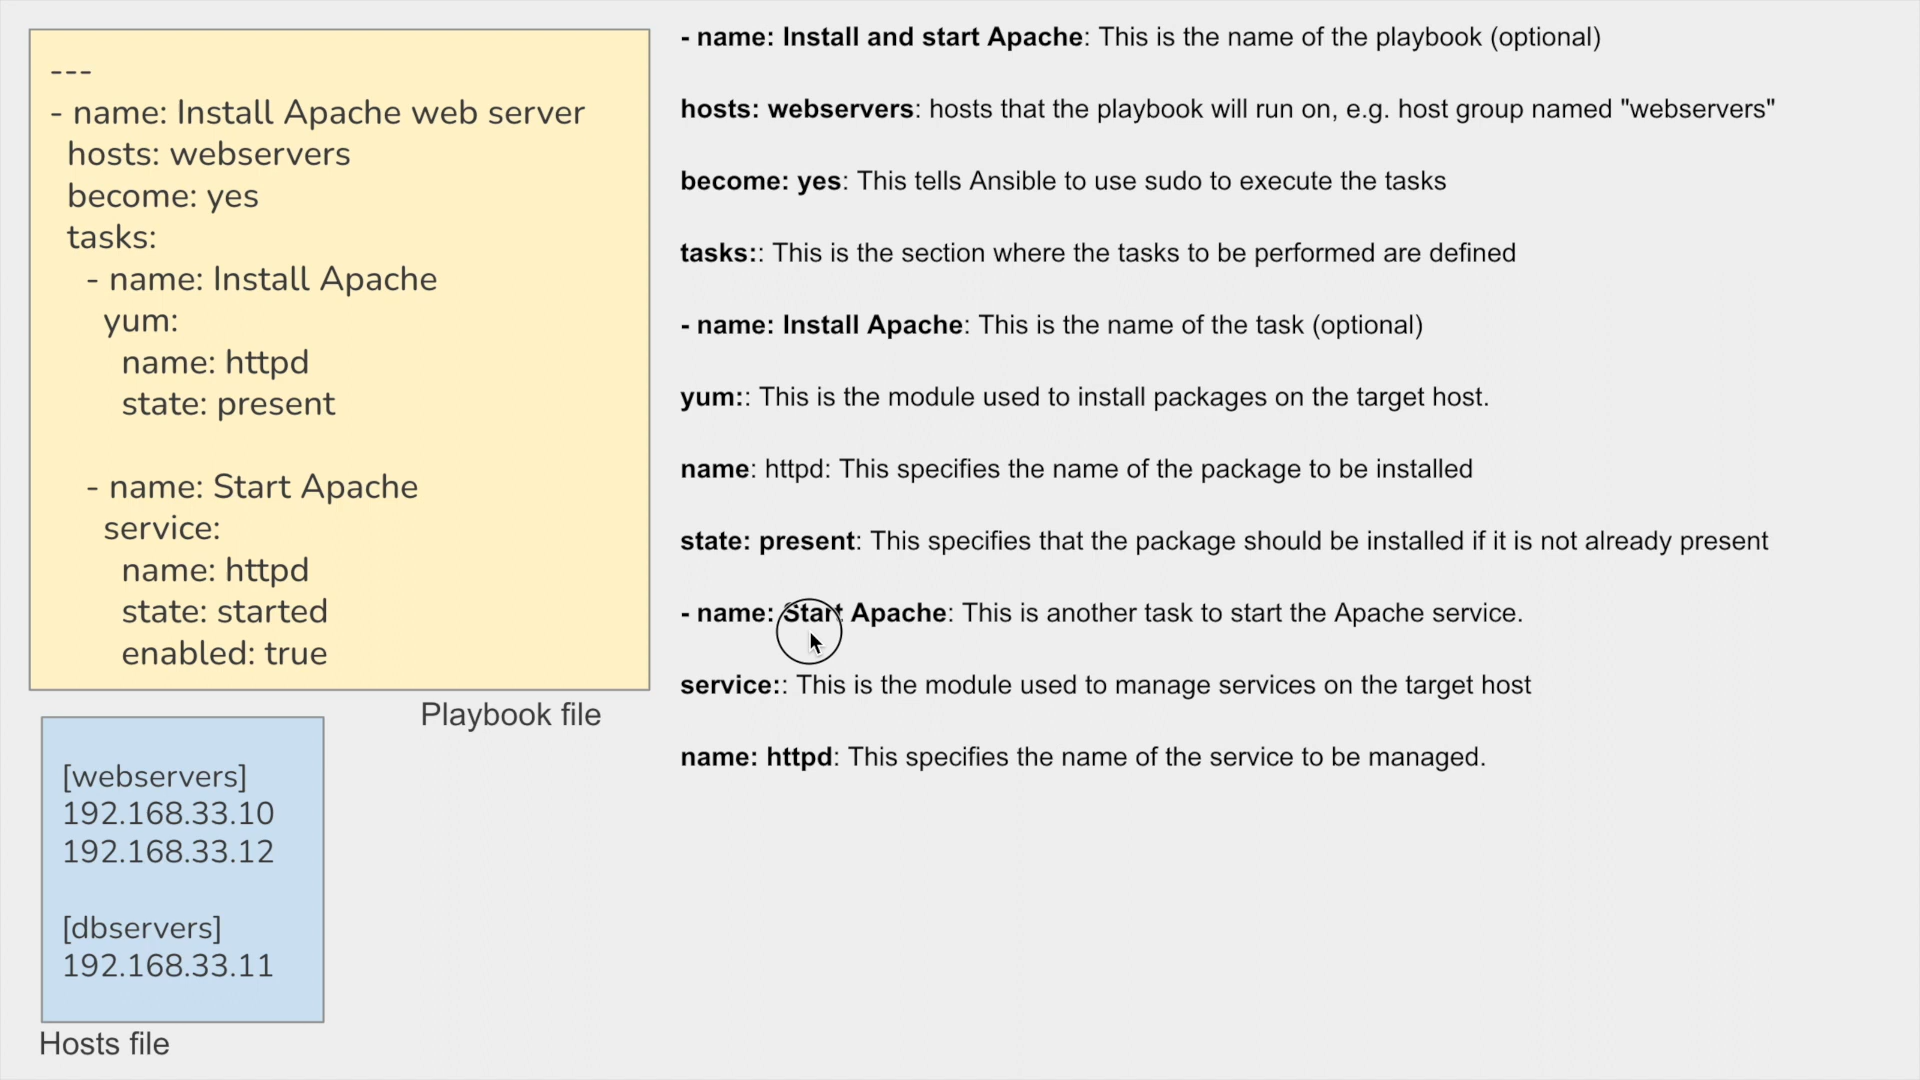 ---
- name: Install Apache web server
hosts: webservers
become: yes
tasks:
- name: Install Apache
yum:
name: httpd
state: present
- name: Start Apache
service:
name: httpd
state: started
enabled: true
Playbook file
[webservers]
192.168.33.10
192.168.33.12
[dbservers]
192.168.33.11
Hosts file
- name: Install and start Apache: This is the name of the playbook (optional)
hosts: webservers: hosts that the playbook will run on, e.g. host group named "webservers"
become: yes: This tells Ansible to use sudo to execute the tasks
tasks:: This is the section where the tasks to be performed are defined
- name: Install Apache: This is the name of the task (optional)
yum:: This is the module used to install packages on the target host.
name: httpd: This specifies the name of the package to be installed
state: present: This specifies that the package should be installed if it is not already present
- name: Start Apache: This is another task to start the Apache service.
service:: This is the module used to manage services on the target host
name: httpd: This specifies the name of the service to be managed.